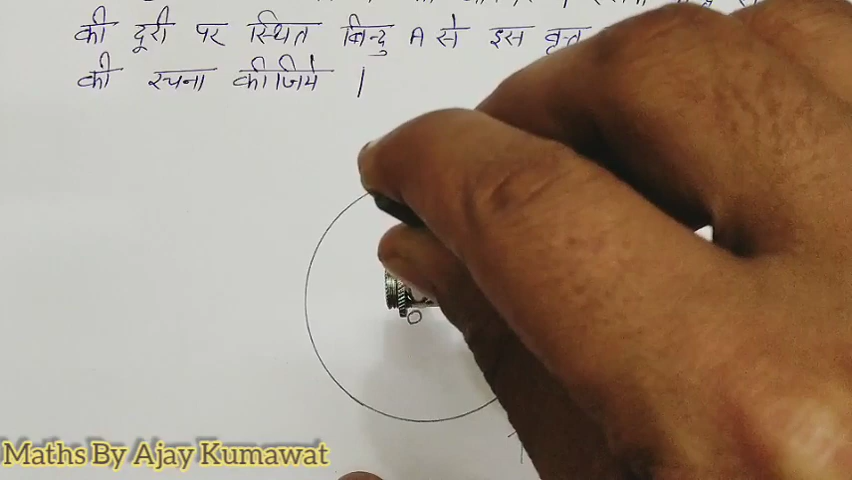 की दूरी पर स्थित बिन्दु A से इस वृत्त
की रचना कीजिये ।
O
Maths By Ajay Kumawat